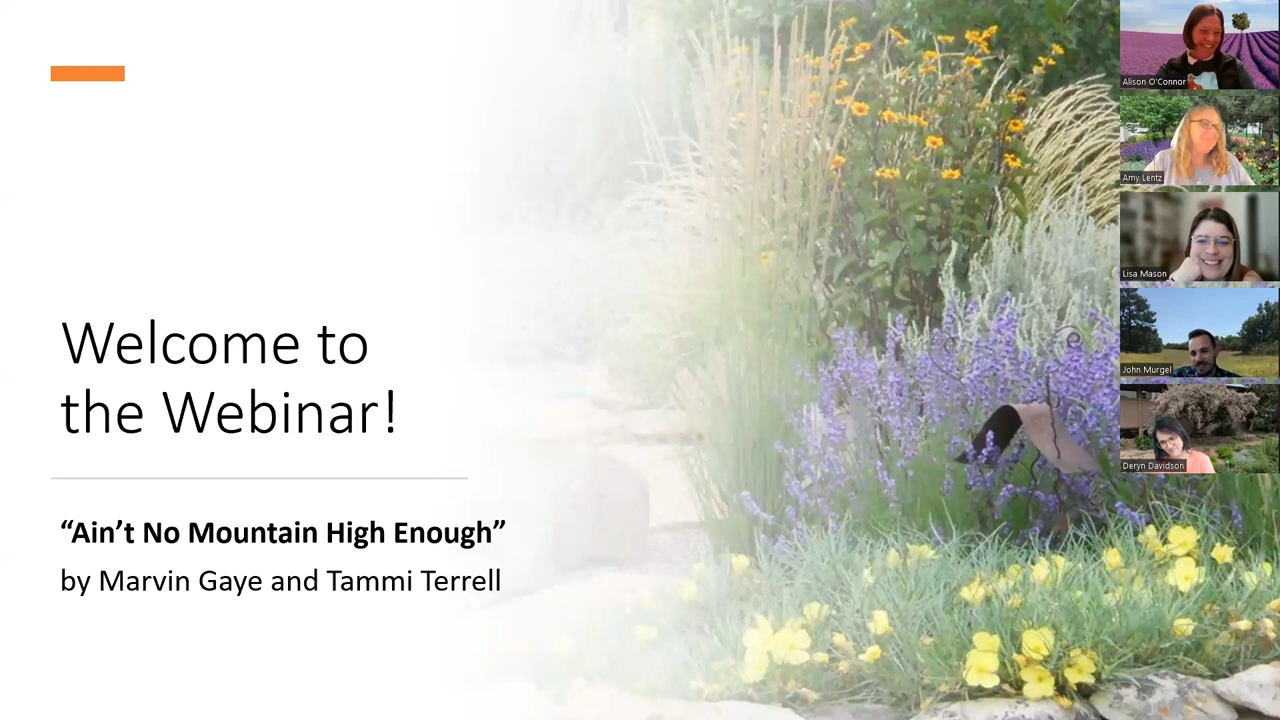 Welcome to
the Webinar!
“Ain’t No Mountain High Enough”
by Marvin Gaye and Tammi Terrell
Alison O'Connor
Amy Lentz
Lisa Mason
John Murgel
Deryn Davidson